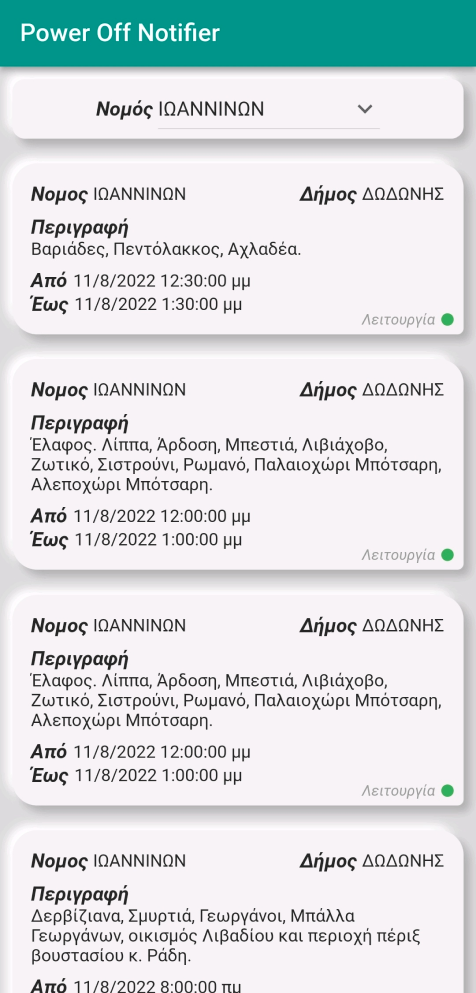 Power Off Notifier
Νομός ΙΩΑΝΝΙΝΩΝ
Νομος ΙΩΑΝΝΙΝΩΝ Δήμος ΔΩΔΩΝΗΣ
Περιγραφή
Βαριάδες, Πεντόλακκος, Αχλαδέα.
Από 11/8/2022 12:30:00 μμ
Έως 11/8/2022 1:30:00 μμ
Λειτουργία
Νομος ΙΩΑΝΝΙΝΩΝ Δήμος ΔΩΔΩΝΗΣ
Περιγραφή
Έλαφος. Λίππα, Άρδοση, Μπεστιά, Λιβιάχοβο,
Ζωτικό, Σιστρούνι, Ρωμανό, Παλαιοχώρι Μπότσαρη,
Αλεποχώρι Μπότσαρη.
Από 11/8/2022 12:00:00 μμ
Έως 11/8/2022 1:00:00 μμ
Λειτουργία
Νομος ΙΩΑΝΝΙΝΩΝ Δήμος ΔΩΔΩΝΗΣ
Περιγραφή
Έλαφος. Λίππα, Άρδοση, Μπεστιά, Λιβιάχοβο,
Ζωτικό, Σιστρούνι, Ρωμανό, Παλαιοχώρι Μπότσαρη,
Αλεποχώρι Μπότσαρη.
Από 11/8/2022 12:00:00 μμ
Έως 11/8/2022 1:00:00 μμ
Λειτουργία
Νομος ΙΩΑΝΝΙΝΩΝ Δήμος ΔΩΔΩΝΗΣ
Περιγραφή
Δερβίζιανα, Σμυρτιά, Γεωργάνοι, Μπάλλα
Γεωργάνων, οικισμός Λιβαδίου και περιοχή πέριξ
βουστασίου κ. Ράδη.
Από 11/8/2022 8:00:00 πμ